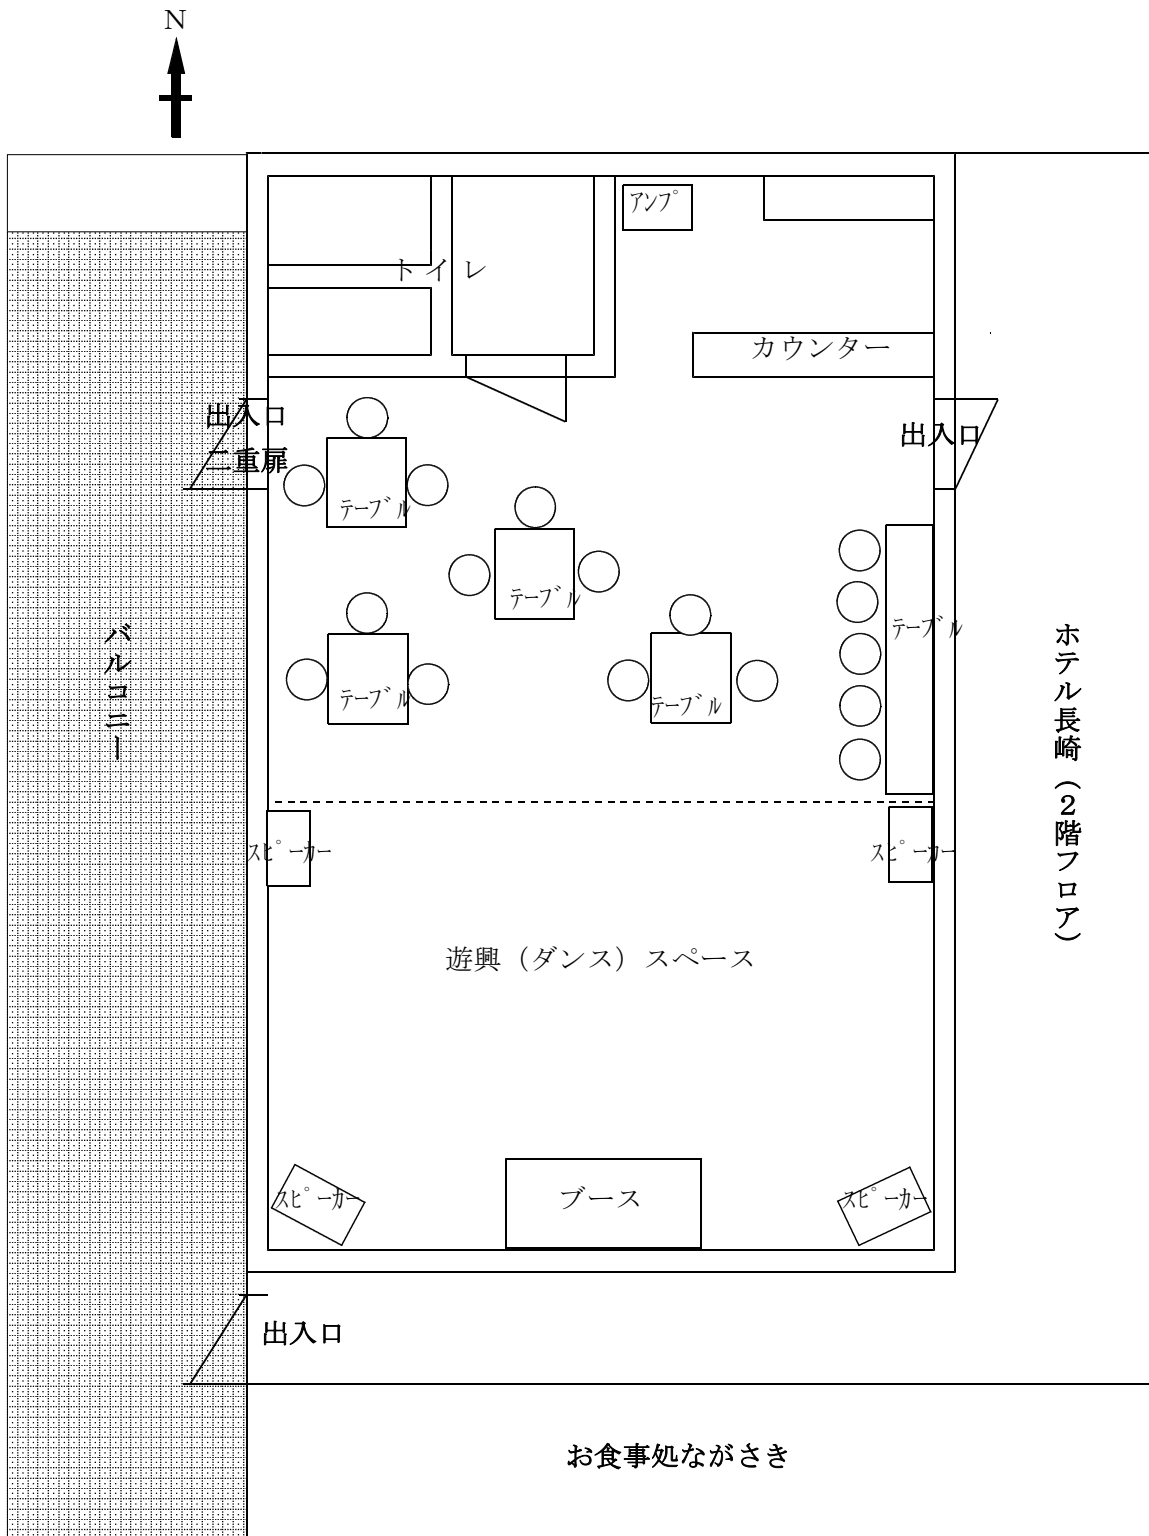 N
アンプ
トイレ
カウンター
出入口
二重扉
出入口
テーブル
テーブル
テーブル
テーブル
テーブル
バルコニー
ホテル長崎（２階フロア）
スピーカー
スピーカー
遊興（ダンス）スペース
スピーカー
ブース
スピーカー
出入口
お食事処ながさき